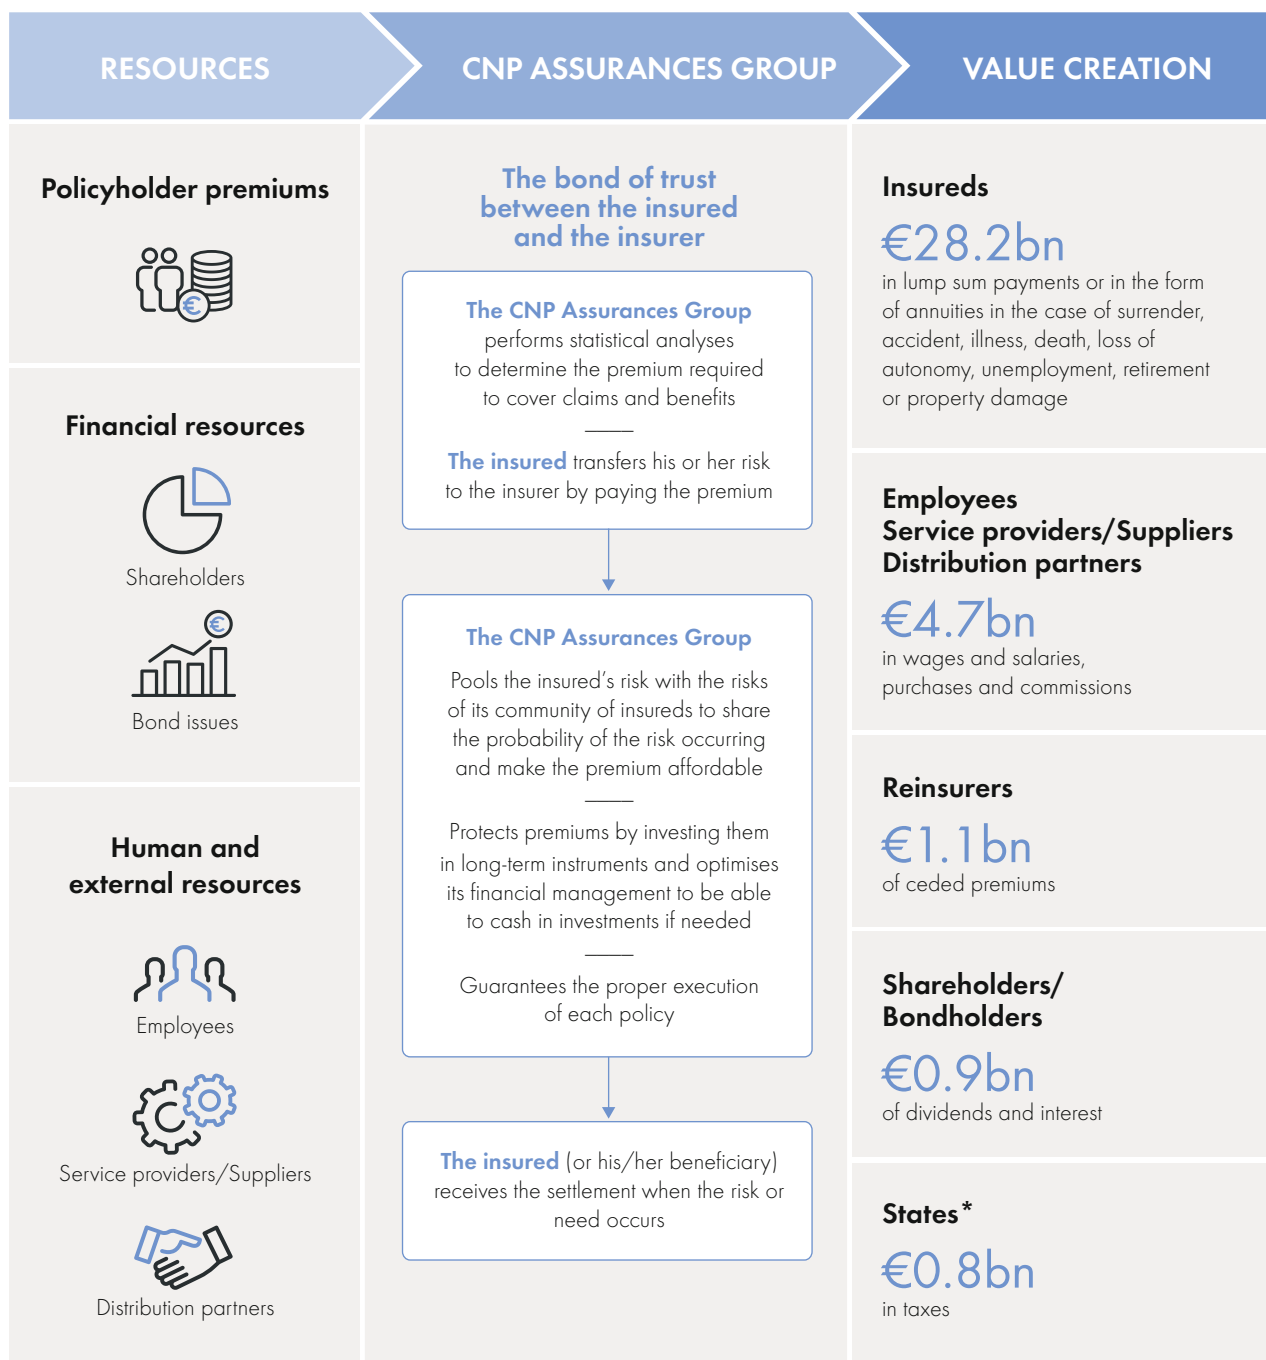 RESOURCES
CNP ASSURANCES GROUP
VALUE CREATION
Policyholder premiums
€
Financial resources
Shareholders
€
Bond issues
Human and
external resources
Employees
Service providers/Suppliers
Distribution partners
The bond of trust
between the insured
and the insurer
The CNP Assurances Group
performs statistical analyses
to determine the premium required
to cover claims and benefits
The insured transfers his or her risk
to the insurer by paying the premium
The CNP Assurances Group
Pools the insured's risk with the risks
of its community of insureds to share
the probability of the risk occurring
and make the premium affordable
Protects premiums by investing them
in long-term instruments and optimises
its financial management to be able
to cash in investments if needed
Guarantees the proper execution
of each policy
The insured (or his/her beneficiary)
receives the settlement when the risk or
need occurs
Insureds
€28.2bn
in lump sum payments or in the form
of annuities in the case of surrender,
accident, illness, death, loss of
autonomy, unemployment, retirement
or property damage
Employees
Service providers/Suppliers
Distribution partners
€4.7bn
in wages and salaries,
purchases and commissions
Reinsurers
€1.1bn
of ceded premiums
Shareholders/
Bondholders
€0.9bn
of dividends and interest
States*
€0.8bn
in taxes